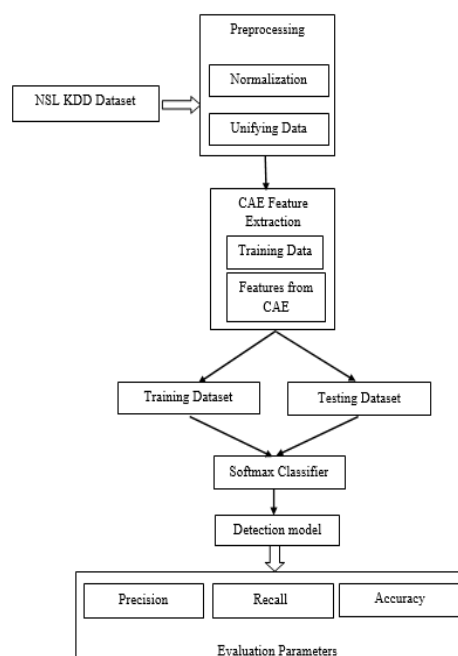 Preprocessing
Normalization
NSL KDD Dataset
Unifying Data
CAE Feature
Extraction
Training Data
Features from
CAE
Training Dataset
Testing Dataset
Softmax Classifier
Detection model
Precision
Recall
Accuracy
Evaluation Parameters